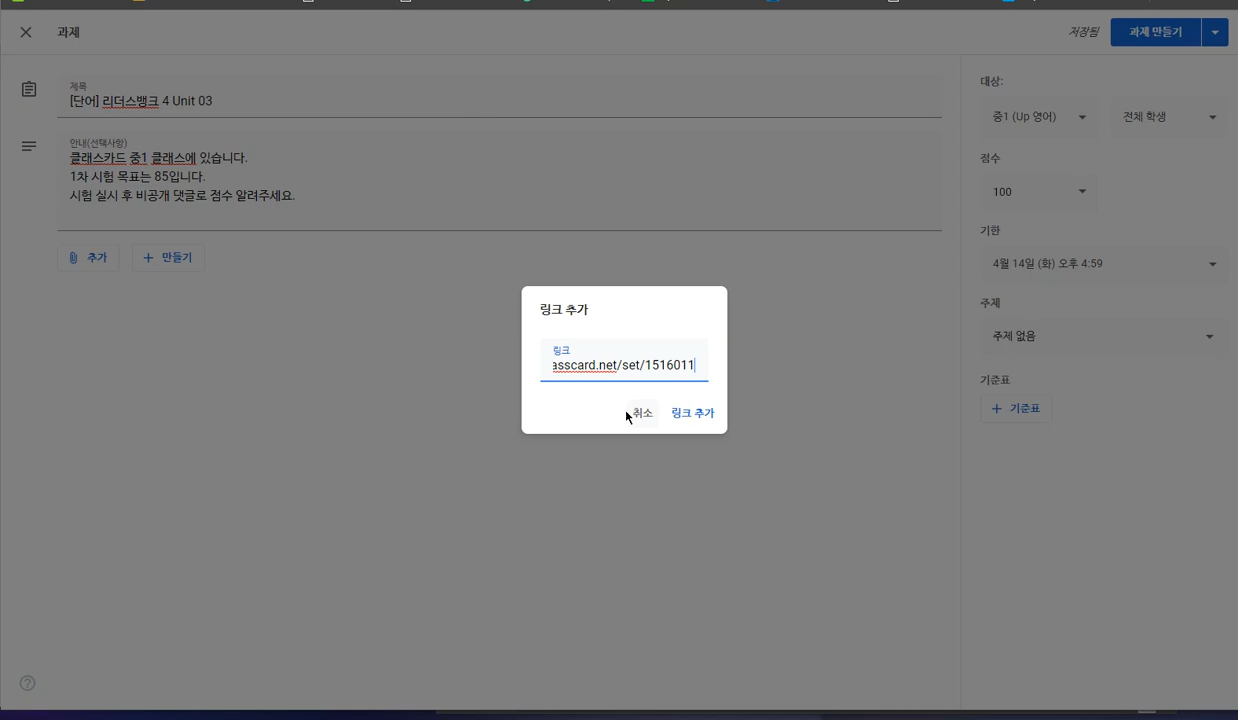 과제
저장됨
과제 만들기
제목
[단어] 리더스뱅크 4 Unit 03
안내(선택사항)
클래스카드 중1 클래스에 있습니다.
1차 시험 목표는 85입니다.
시험 실시 후 비공개 댓글로 점수 알려주세요.
추가
만들기
링크 추가
링크
asscard.net/set/1516011
취소
링크 추가
대상:
중1 (Up 영어)
전체 학생
점수
100
기한
4월 14일 (화) 오후 4:59
주제
주제 없음
기준표
기준표